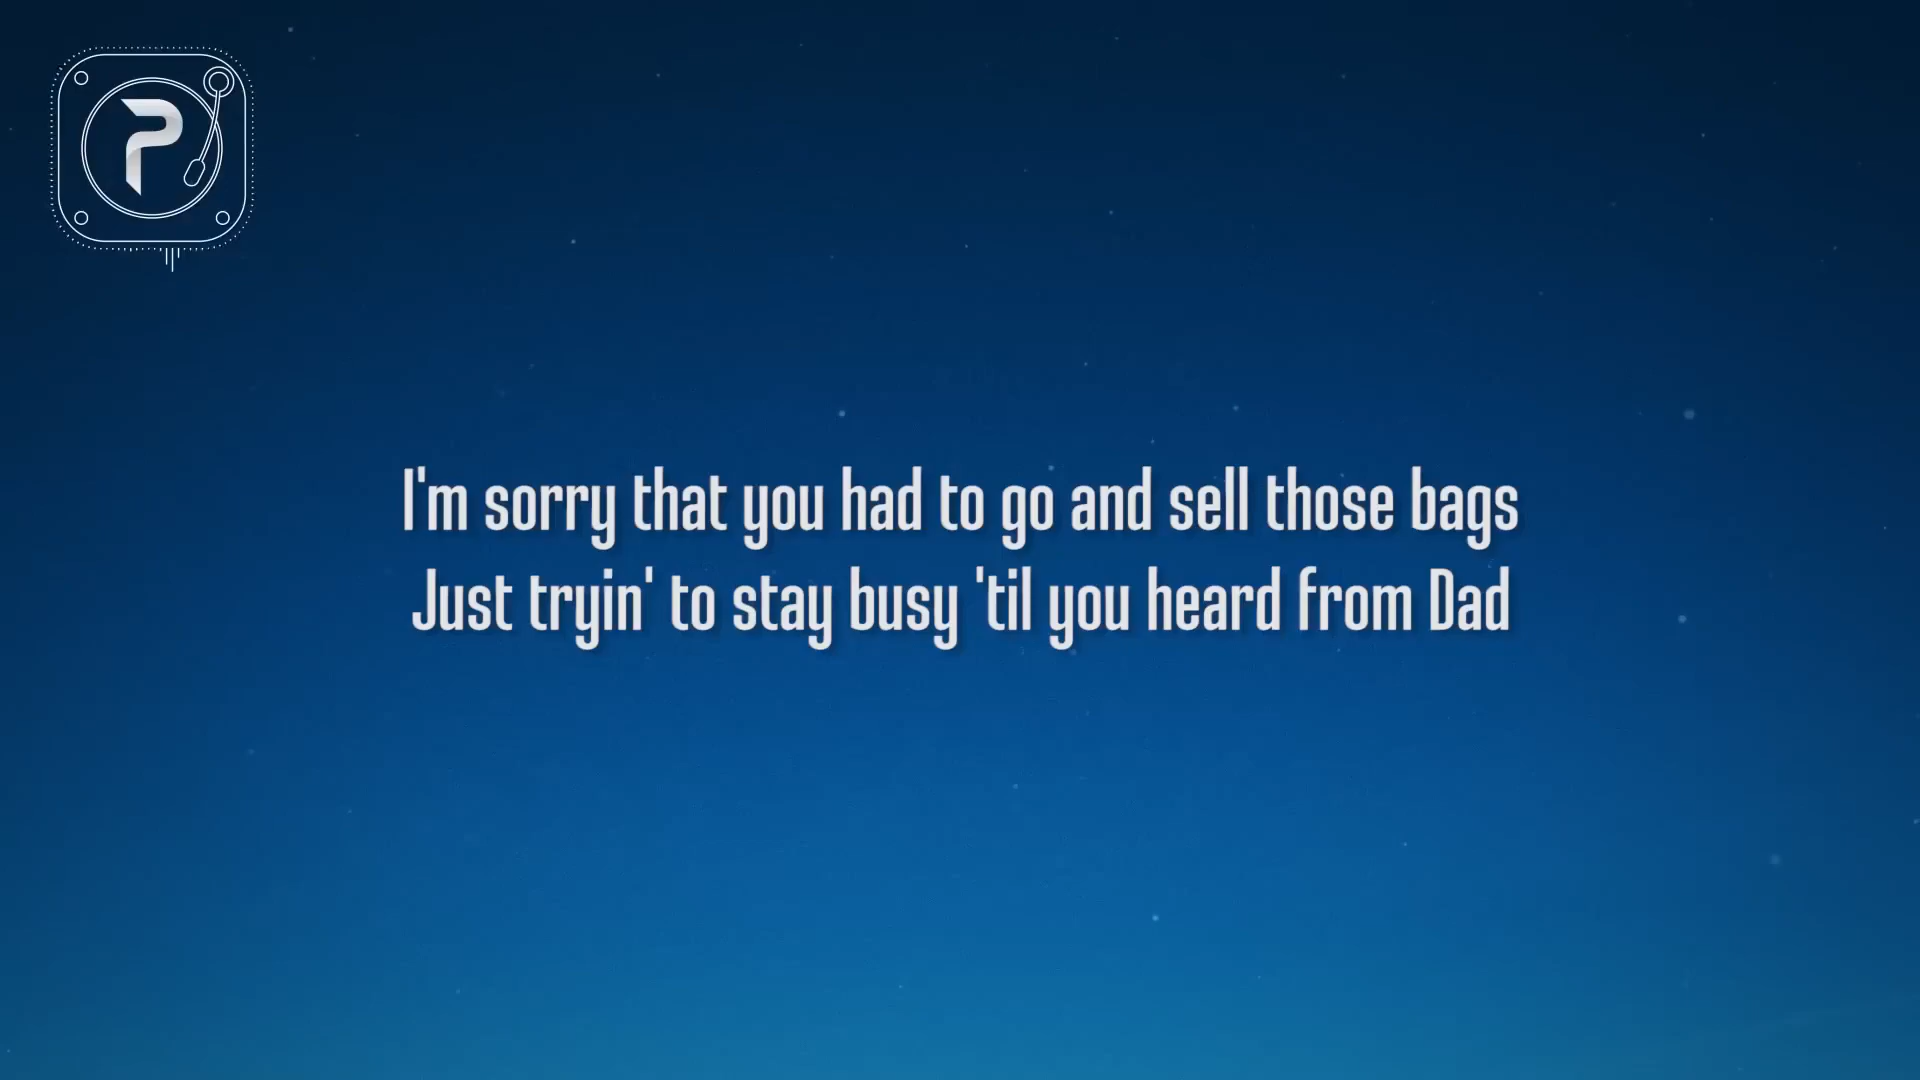 P
I'm sorry that you had to go and sell those bags
Just tryin' to stay busy 'til you heard from Dad